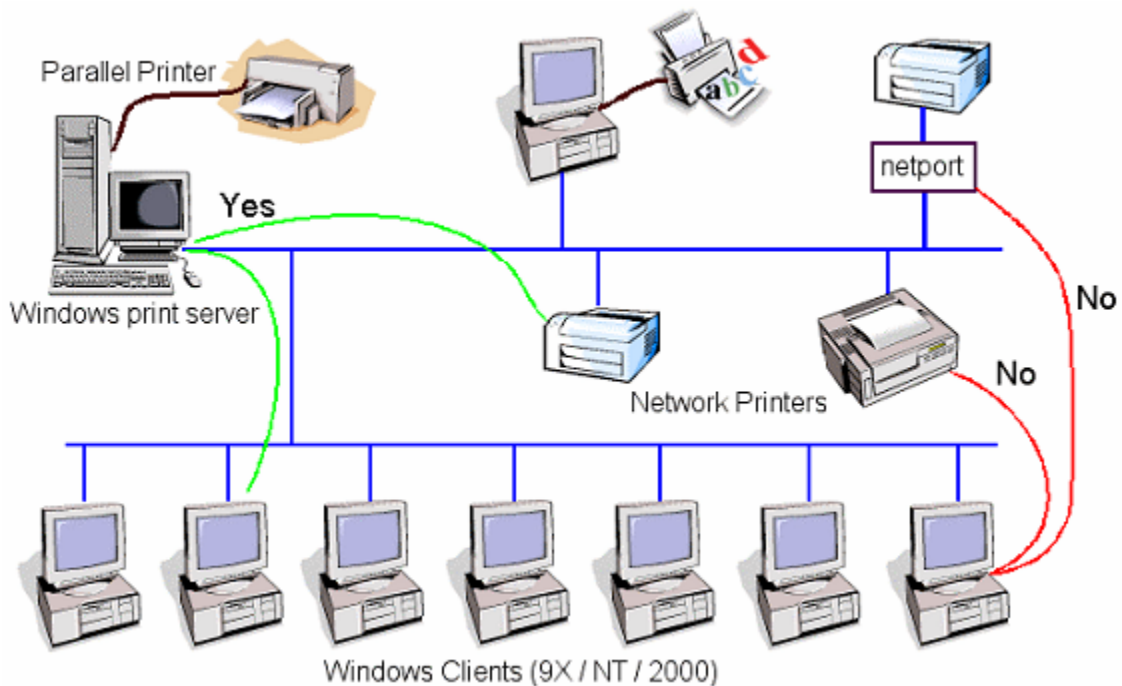 Parallel Printer
abcd
netport
Yes
Windows print server
No
No
Network Printers
Windows Clients (9X / NT / 2000)